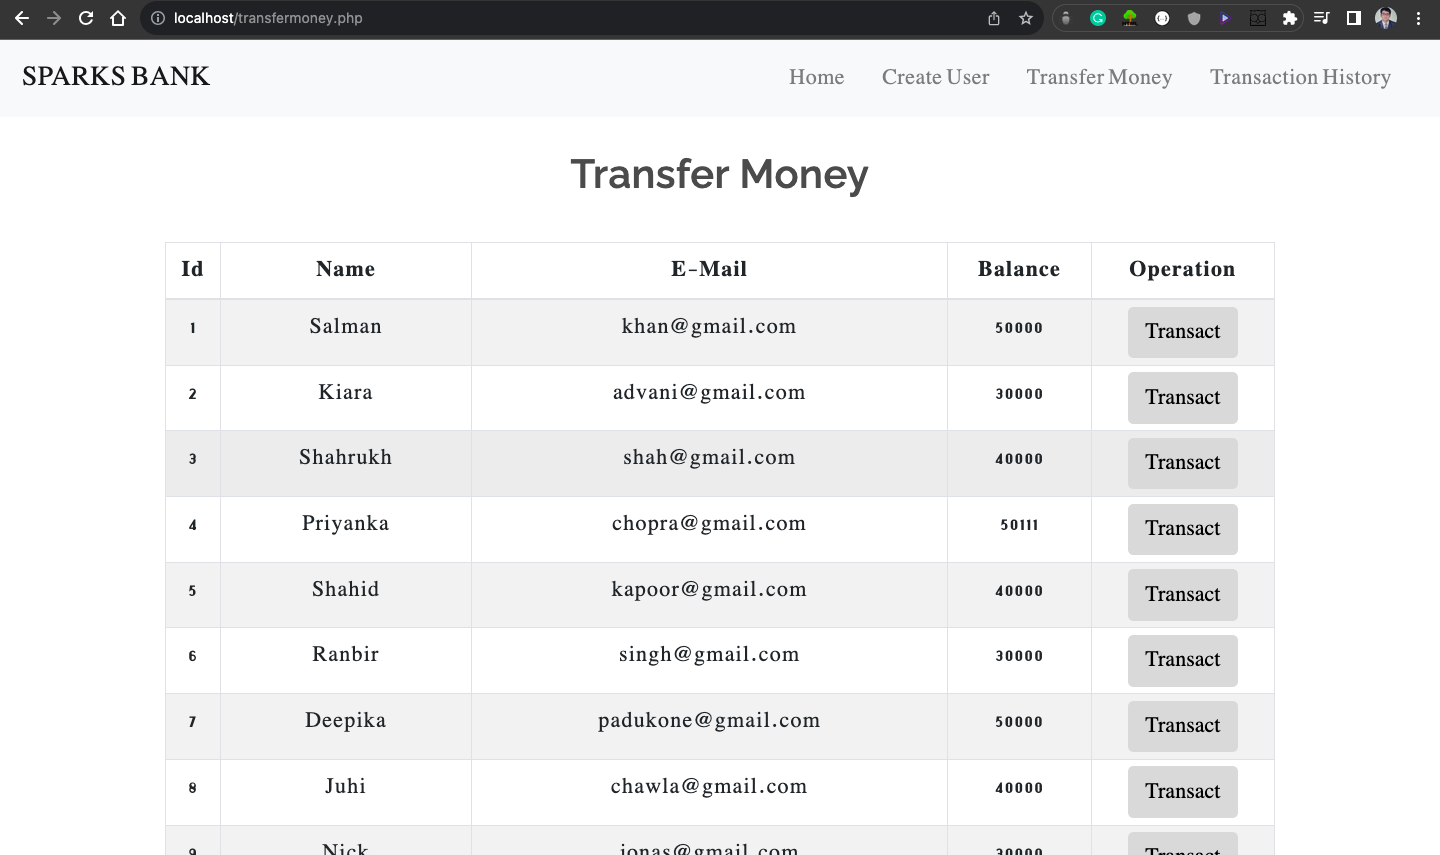 localhost/transfermoney.php
SPARKS BANK Home Create User Transfer Money Transaction History
Transfer Money
Id Name E-Mail Balance Operation
1 Salman khan@gmail.com 50000 Transact
2 Kiara advani@gmail.com 30000 Transact
3 Shahrukh shah@gmail.com 40000 Transact
4 Priyanka chopra@gmail.com 50111 Transact
5 Shahid kapoor@gmail.com 40000 Transact
6 Ranbir singh@gmail.com 30000 Transact
7 Deepika padukone@gmail.com 50000 Transact
8 Juhi chawla@gmail.com 40000 Transact
9 Nick jonas@gmail.com 30000 Transact